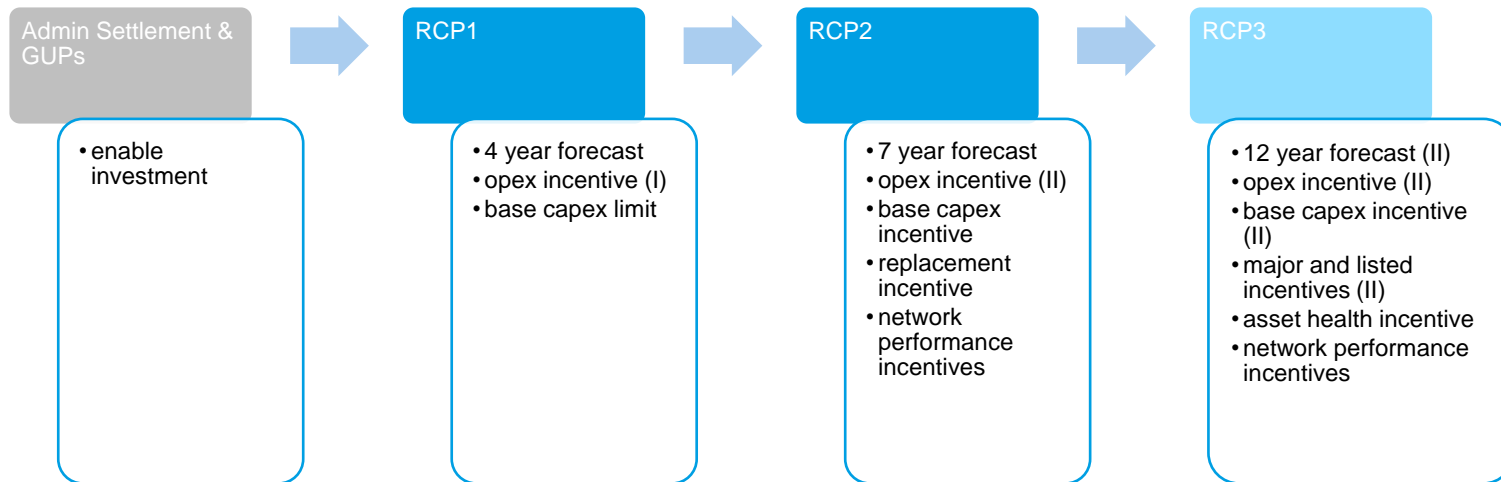 Admin Settlement &
GUPs
• enable
investment
RCP1
• 4 year forecast
• opex incentive (I)
• base capex limit
RCP2
• 7 year forecast
• opex incentive (II)
• base capex
incentive
• replacement
incentive
• network
performance
incentives
RCP3
• 12 year forecast (II)
• opex incentive (II)
• base capex incentive
(II)
• major and listed
incentives (II)
• asset health incentive
• network performance
incentives